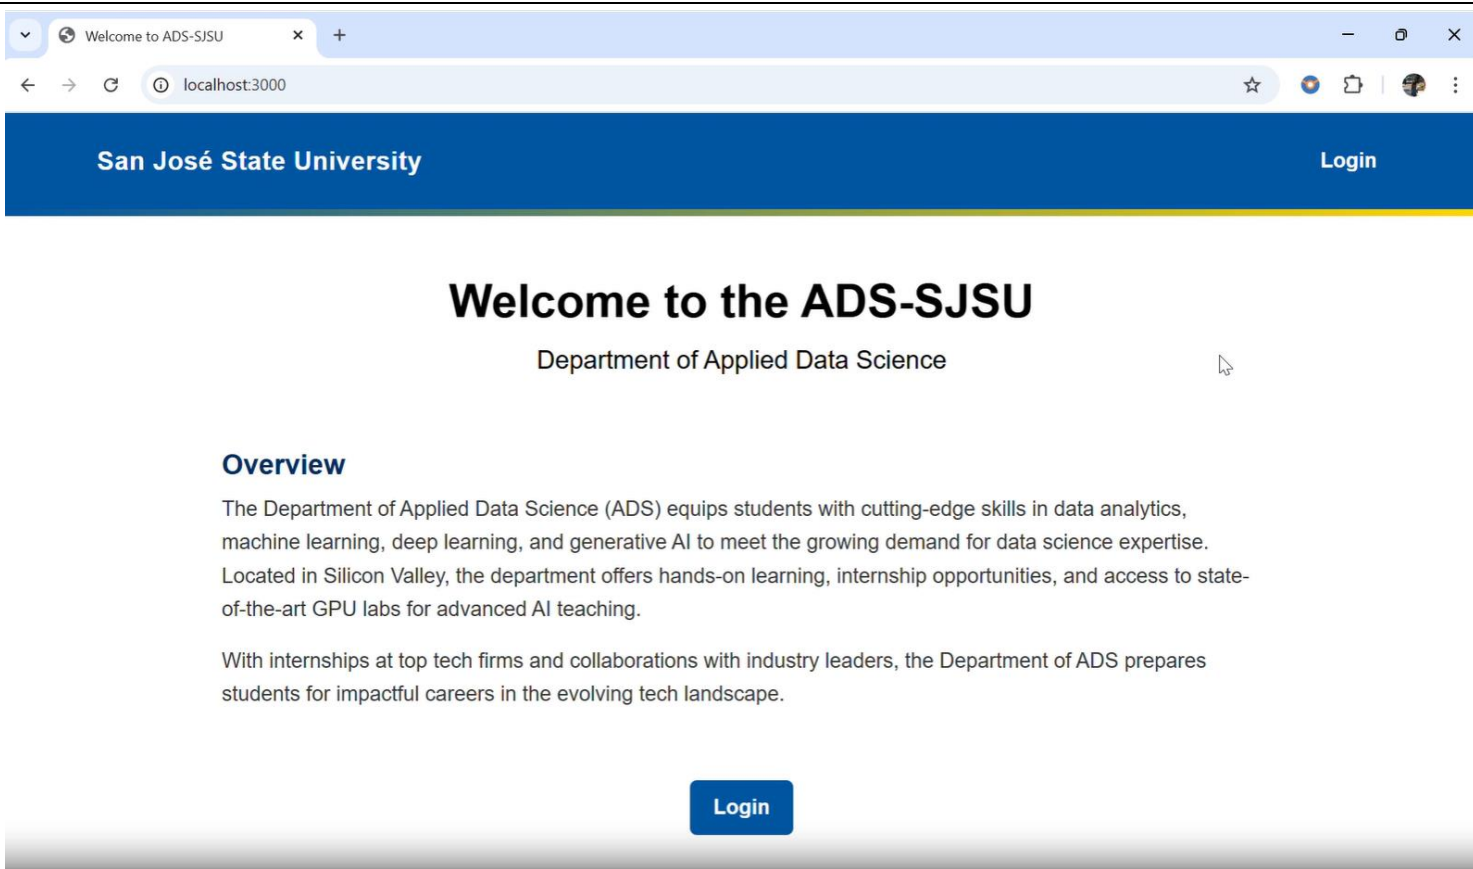 Welcome to ADS-SJSU
localhost:3000
San José State University
Login
Welcome to the ADS-SJSU
Department of Applied Data Science
Overview
The Department of Applied Data Science (ADS) equips students with cutting-edge skills in data analytics,
machine learning, deep learning, and generative AI to meet the growing demand for data science expertise.
Located in Silicon Valley, the department offers hands-on learning, internship opportunities, and access to state-
of-the-art GPU labs for advanced AI teaching.
With internships at top tech firms and collaborations with industry leaders, the Department of ADS prepares
students for impactful careers in the evolving tech landscape.
Login